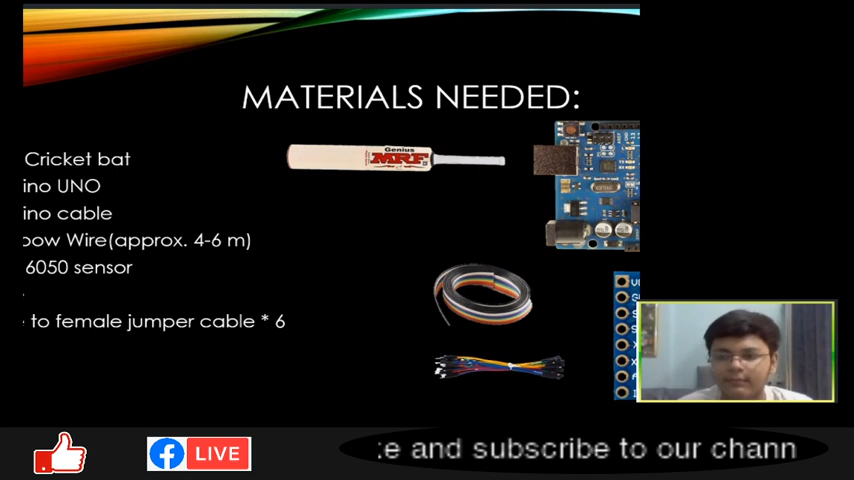 MATERIALS NEEDED:
Cricket bat
ino UNO
ino cable
bow Wire(approx. 4-6 m)
6050 sensor
to female jumper cable * 6
Genius
MRF
LIVE
e and subscribe to our chann